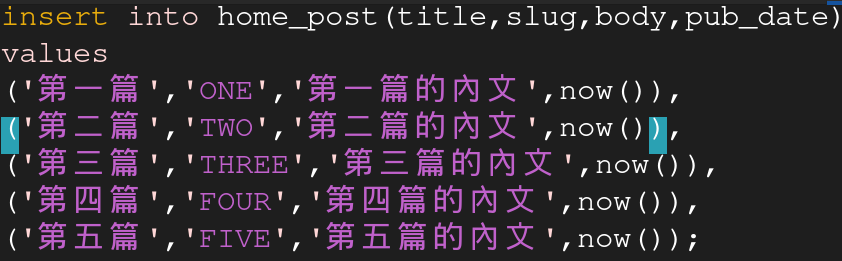 insert into home_post(title,slug,body,pub_date)
values
('第一篇','ONE','第一篇的內文',now()),
('第二篇','TWO','第二篇的內文',now()),
('第三篇','THREE','第三篇的內文',now()),
('第四篇','FOUR','第四篇的內文',now()),
('第五篇','FIVE','第五篇的內文',now());